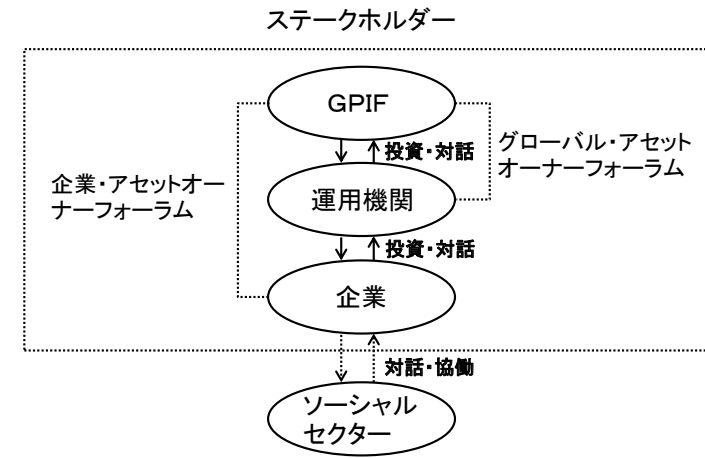 ステークホルダー
GPIF
投資・対話
グローバル・アセット
オーナーフォーラム
企業・アセットオー
ナーフォーラム
運用機関
投資・対話
企業
対話・協働
ソーシャル
セクター